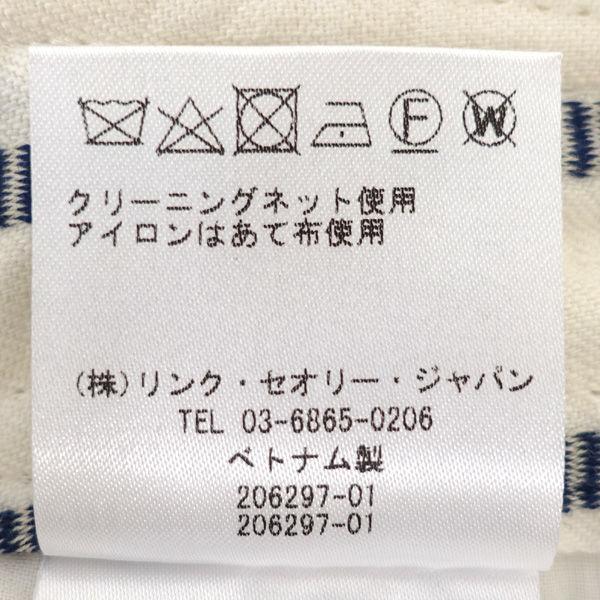 F W
クリーニングネット使用
アイロンはあて布使用
(株)リンク・セオリー・ジャパン
TEL 03-6865-0206
ベトナム製
206297-01
206297-01